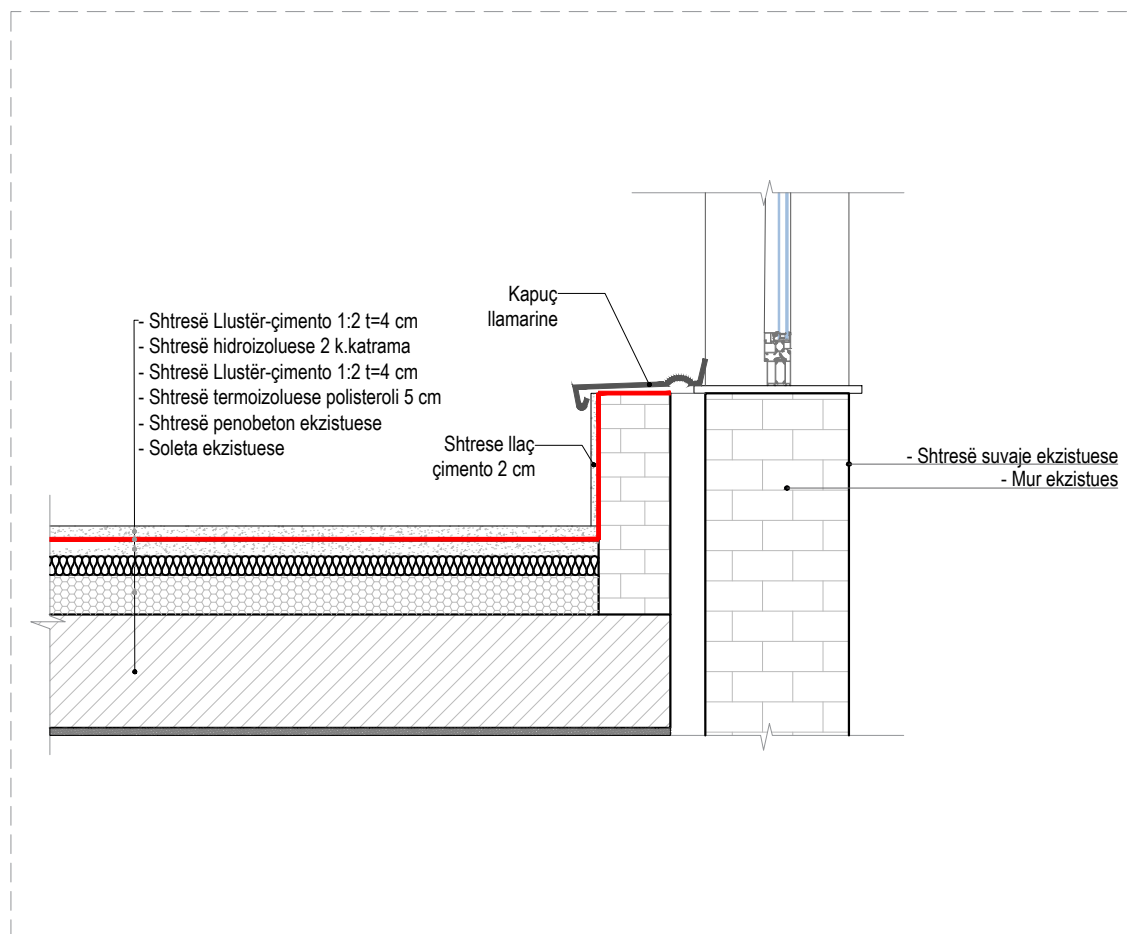 Kapuç
llamarine
- Shtresë Llustër-çimento 1:2 t=4 cm
- Shtresë hidroizoluese 2 k.katrama
- Shtresë Llustër-çimento 1:2 t=4 cm
- Shtresë termoizoluese polisteroli 5 cm
- Shtresë penobeton ekzistuese
- Soleta ekzistuese
Shtrese llaç
çimento 2 cm
- Shtresë suvaje ekzistuese
- Mur ekzistues